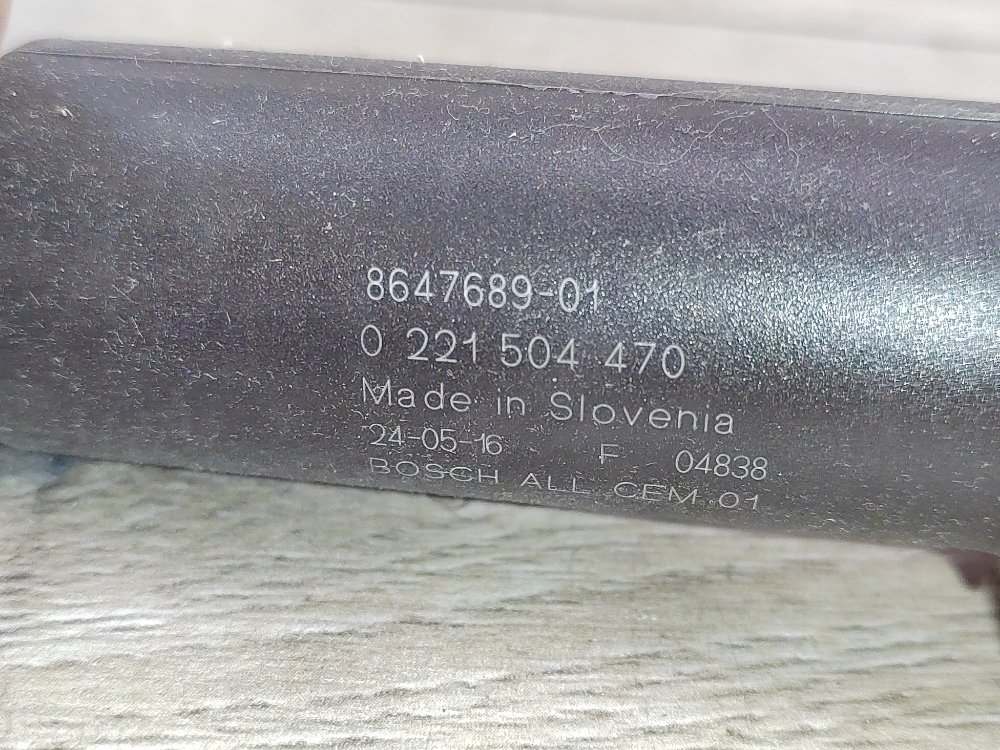 8647689-01
0 221 504 470
Made in Slovenia
24-05-16 F 04838
BOSCH ALL CEM 01